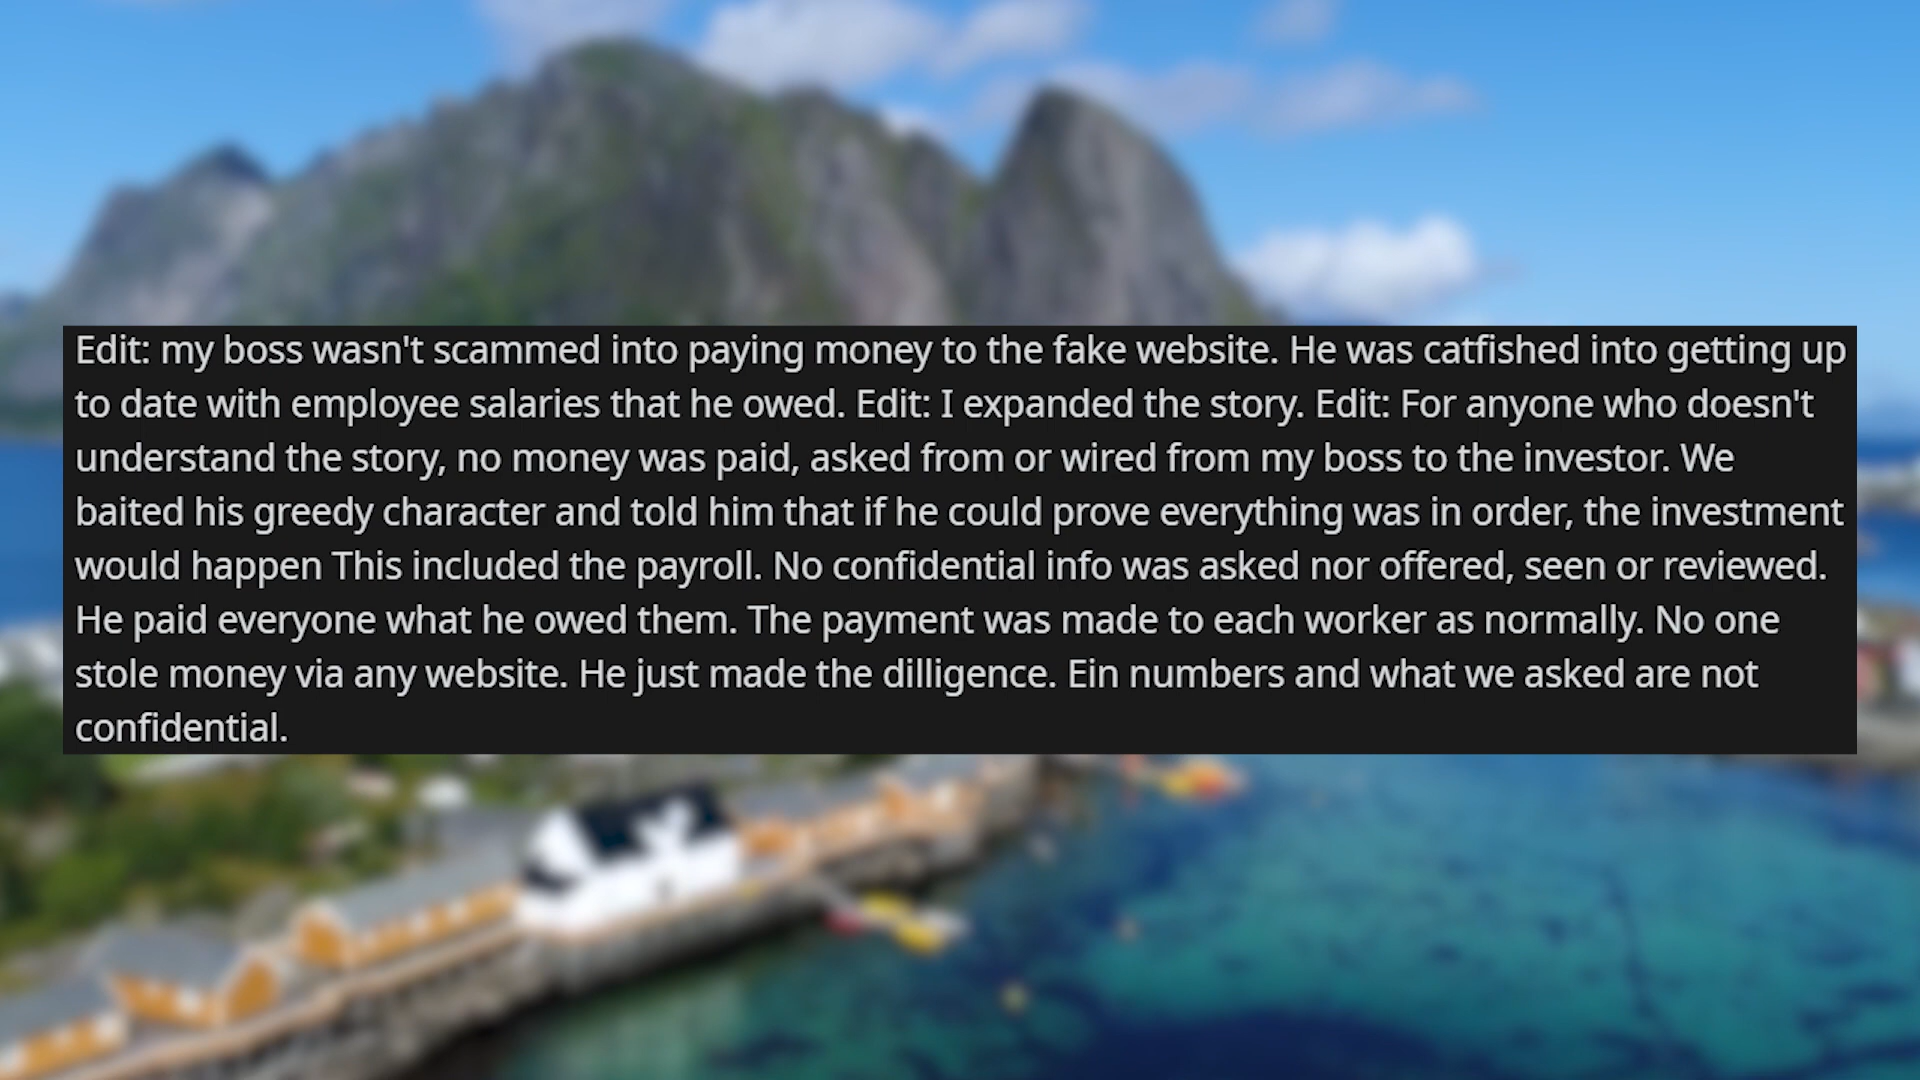 Edit: my boss wasn't scammed into paying money to the fake website. He was catfished into getting up
to date with employee salaries that he owed. Edit: I expanded the story. Edit: For anyone who doesn't
understand the story, no money was paid, asked from or wired from my boss to the investor. We
baited his greedy character and told him that if he could prove everything was in order, the investment
would happen This included the payroll. No confidential info was asked nor offered, seen or reviewed.
He paid everyone what he owed them. The payment was made to each worker as normally. No one
stole money via any website. He just made the dilligence. Ein numbers and what we asked are not
confidential.